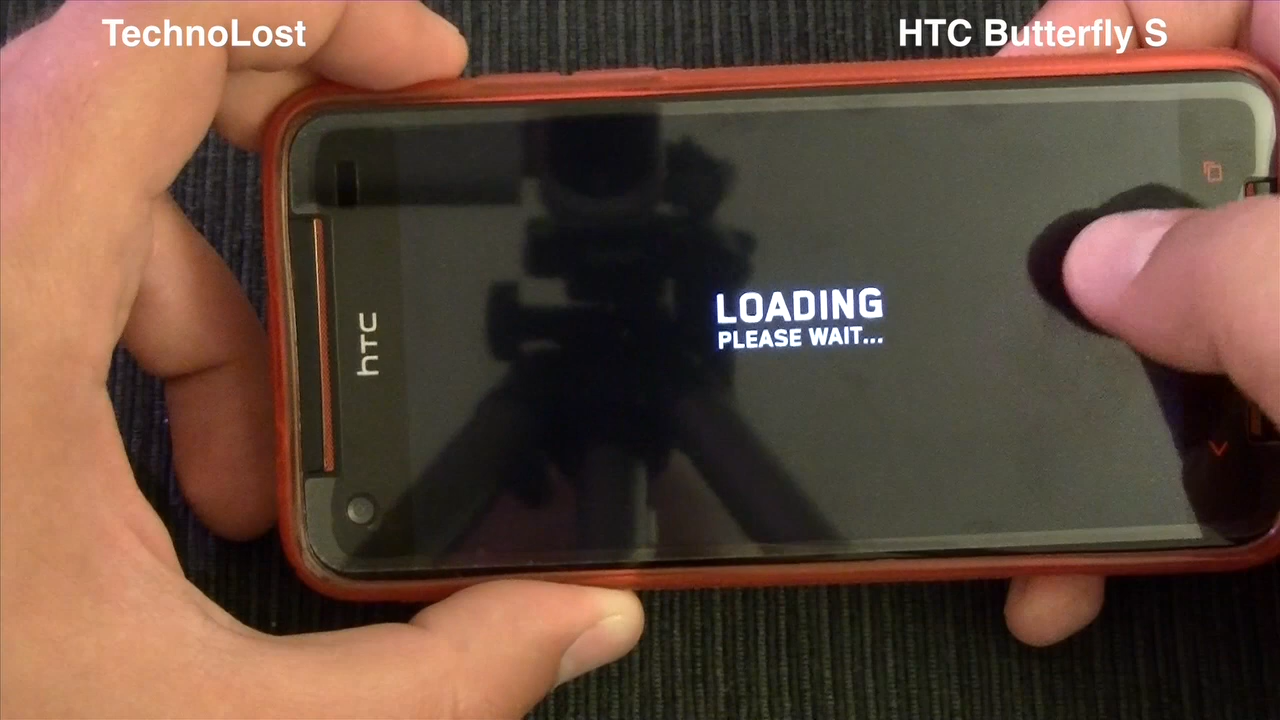 TechnoLost
HTC Butterfly S
LOADING
PLEASE WAIT...
hTC